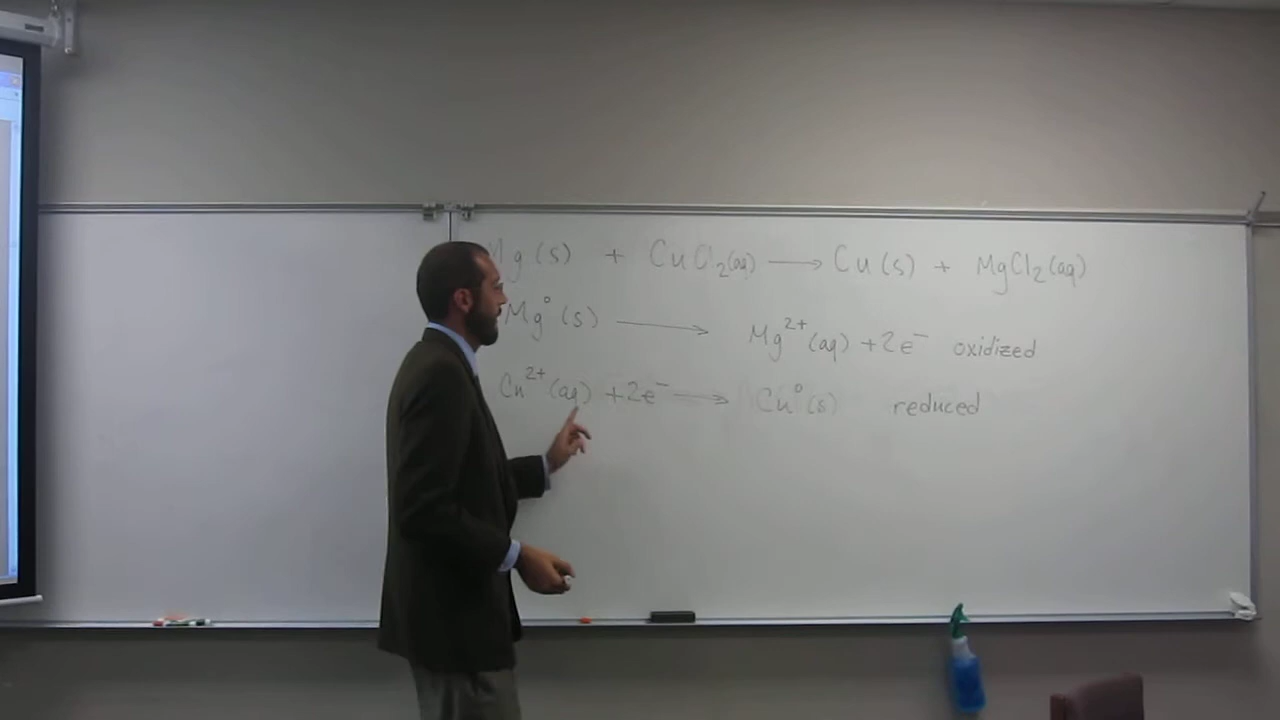 Mg(s) + CuCl₂(aq) ⟶ Cu(s) + MgCl₂(aq)
Mg°(s) ⟶ Mg²⁺(aq) + 2e⁻ oxidized
Cu²⁺(aq) + 2e⁻ ⟶ Cu°(s) reduced